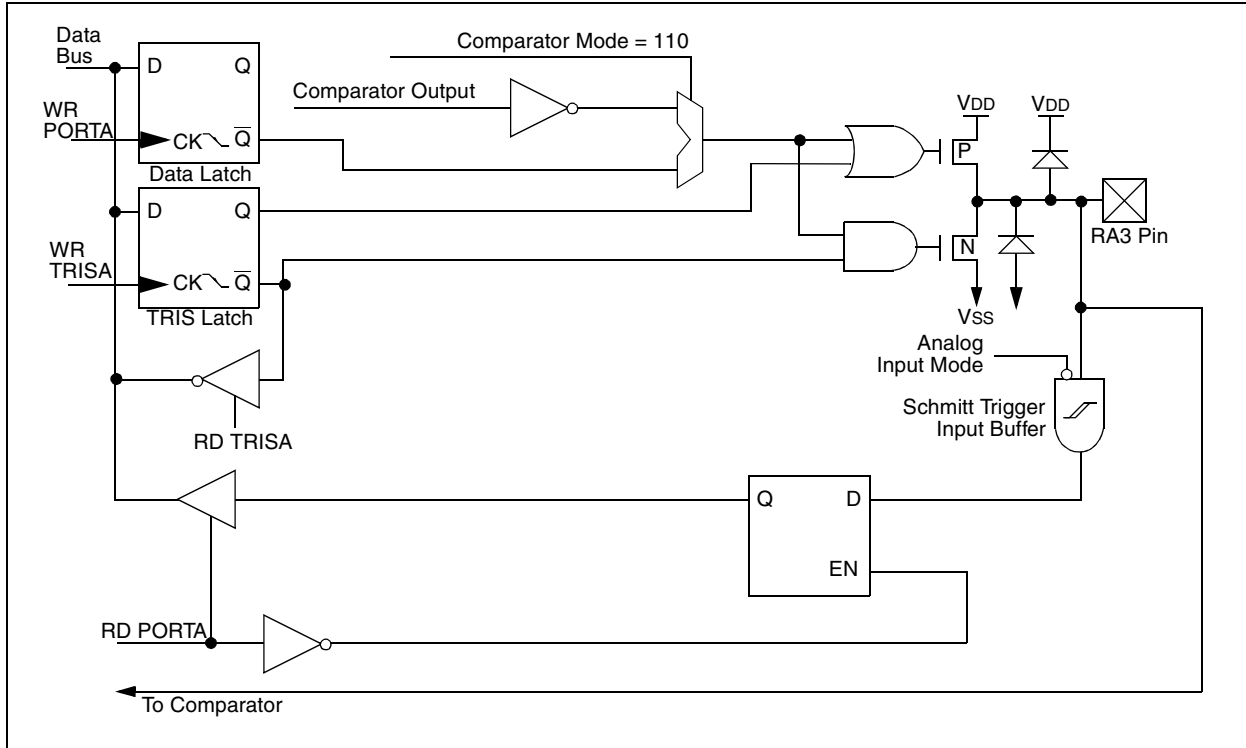 Data
Bus
D
Q
Comparator Mode = 110
Comparator Output
WR
PORTA
CK
Q
Data Latch
VDD
VDD
P
D
Q
RA3 Pin
WR
TRISA
CK
Q
TRIS Latch
N
VSS
Analog
Input Mode
Schmitt Trigger
Input Buffer
RD TRISA
Q
D
EN
RD PORTA
To Comparator